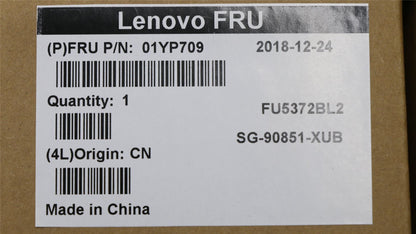 Lenovo FRU
(P)FRU P/N: 01YP709 2018-12-24
Quantity: 1
FU5372BL2
SG-90851-XUB
(4L)Origin: CN
Made in China